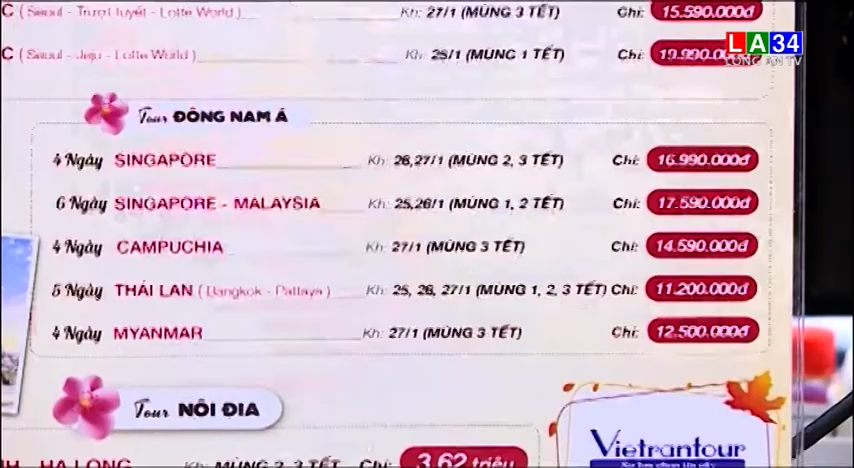 C ( Seoul - Trượt tuyết - Lotte World ) Kh: 27/1 (MÙNG 3 TẾT) Chỉ: 15.590.000đ
C ( Seoul - Jeju - Lotte World ) Kh: 25/1 (MÙNG 1 TẾT) Chỉ: 19.990.000đ
LA34
LONG AN TV
Tour ĐÔNG NAM Á
4 Ngày SINGAPORE Kh: 26,27/1 (MÙNG 2, 3 TẾT) Chỉ: 16.990.000đ
6 Ngày SINGAPORE - MALAYSIA Kh: 25,26/1 (MÙNG 1, 2 TẾT) Chỉ: 17.590.000đ
4 Ngày CAMPUCHIA Kh: 27/1 (MÙNG 3 TẾT) Chỉ: 14.590.000đ
5 Ngày THÁI LAN ( Bangkok - Pattaya ) Kh: 25, 26, 27/1 (MÙNG 1, 2, 3 TẾT) Chỉ: 11.200.000đ
4 Ngày MYANMAR Kh: 27/1 (MÙNG 3 TẾT) Chỉ: 12.500.000đ
Tour NỘI ĐỊA
Vietrantour
HẠ LONG Kh: MÙNG 2, 3 TẾT Chỉ: 3,62 triệu